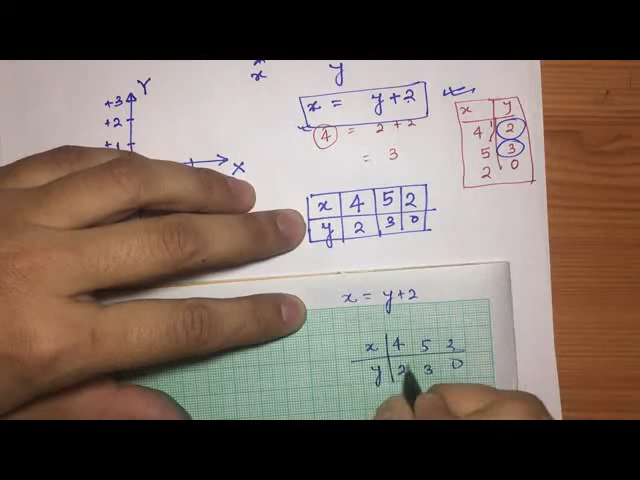 x y
Y
+3
+2
+1
X
x = y+2
4 = 2+2
= 3
x y
4 2
5 3
2 0
x 4 5 2
y 2 3 0
x = y+2
x 4 5 2
y 2 3 0